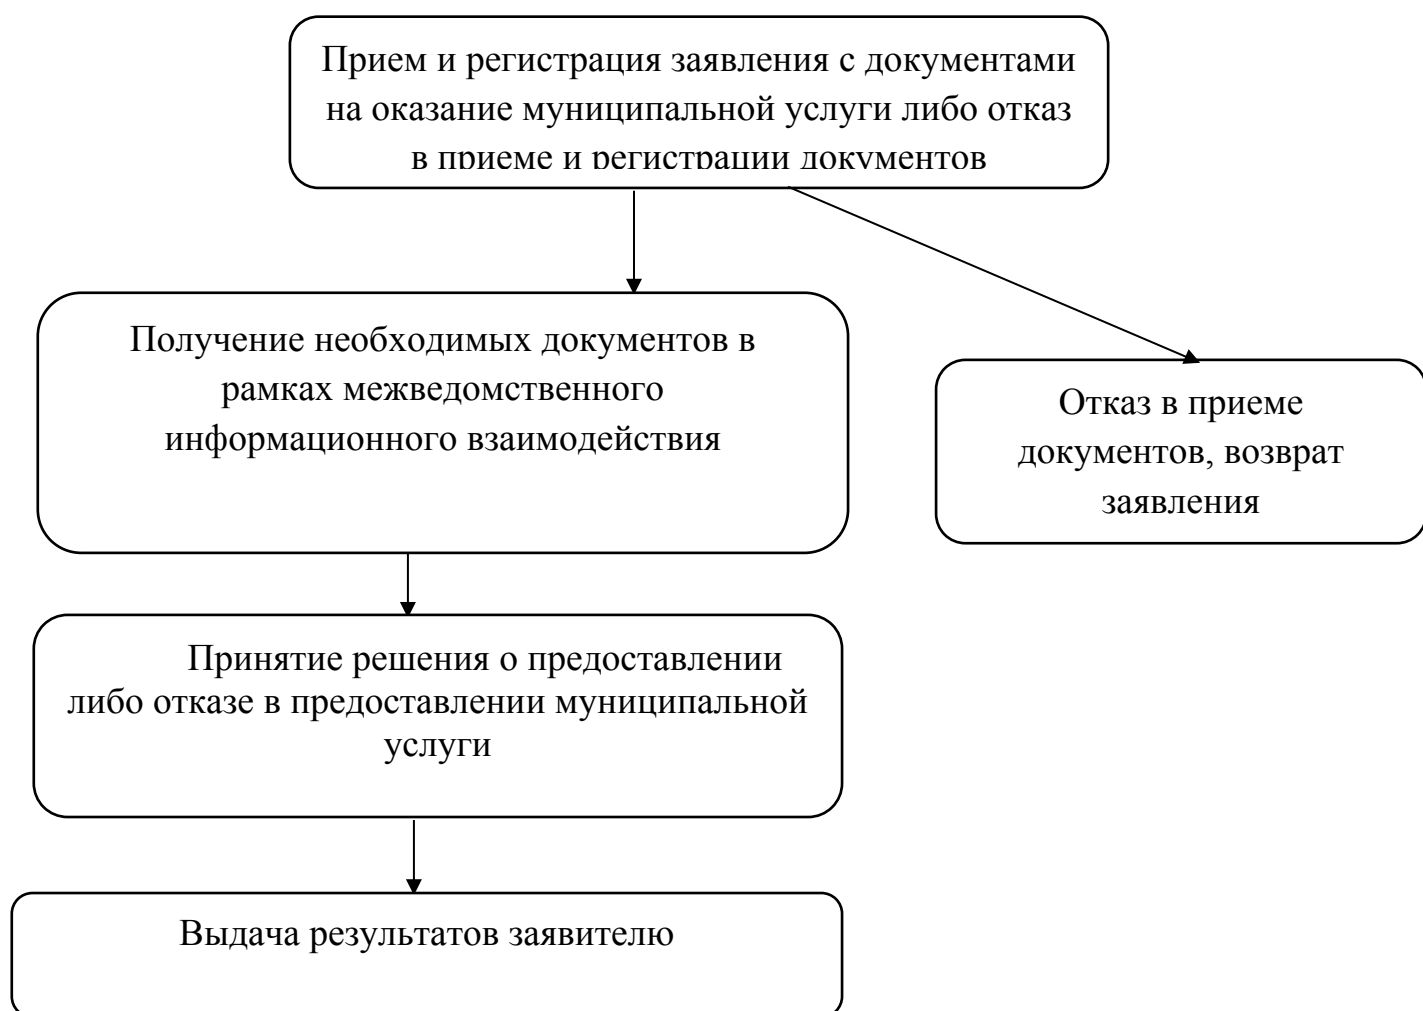 Прием и регистрация заявления с документами
на оказание муниципальной услуги либо отказ
в приеме и регистрации документов
Получение необходимых документов в
рамках межведомственного
информационного взаимодействия
Отказ в приеме
документов, возврат
заявления
Принятие решения о предоставлении
либо отказе в предоставлении муниципальной
услуги
Выдача результатов заявителю